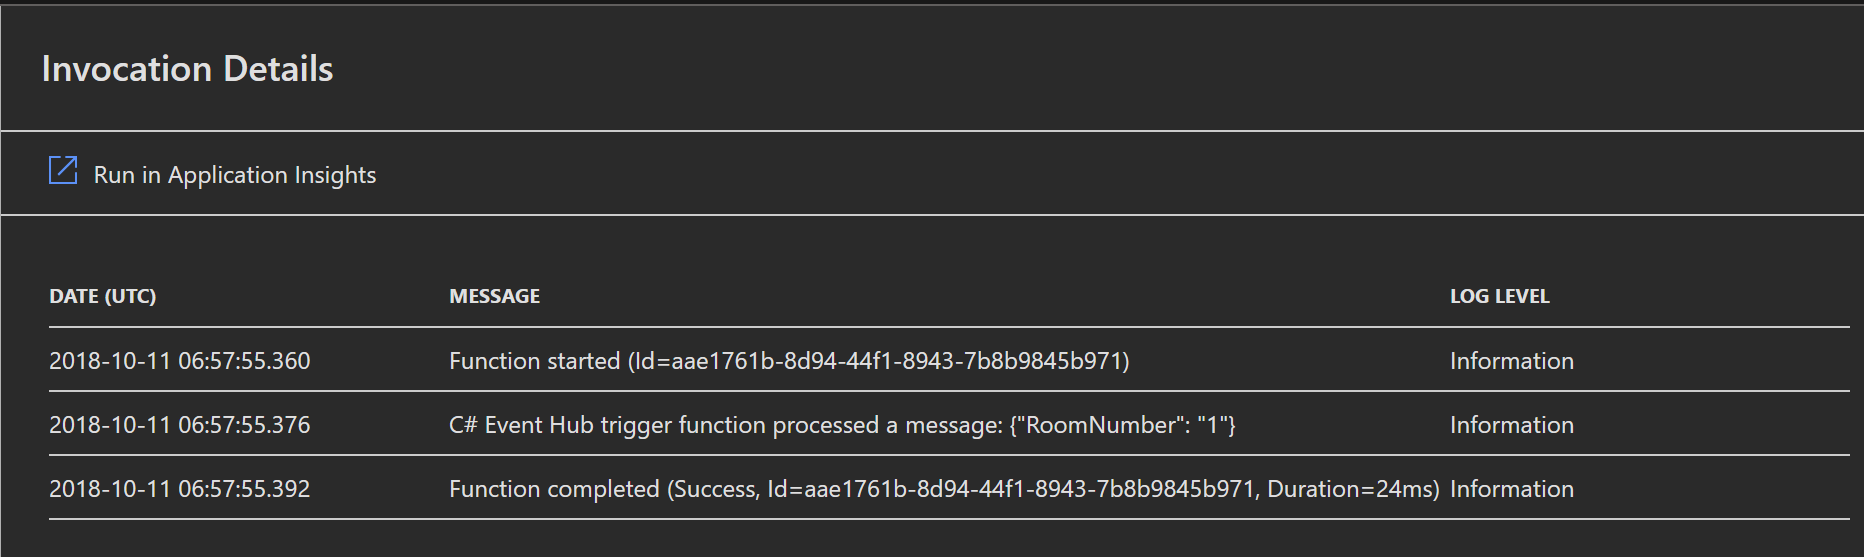 Invocation Details
Run in Application Insights
DATE (UTC) MESSAGE LOG LEVEL
2018-10-11 06:57:55.360 Function started (Id=aae1761b-8d94-44f1-8943-7b8b9845b971) Information
2018-10-11 06:57:55.376 C# Event Hub trigger function processed a message: {"RoomNumber": "1"} Information
2018-10-11 06:57:55.392 Function completed (Success, Id=aae1761b-8d94-44f1-8943-7b8b9845b971, Duration=24ms) Information